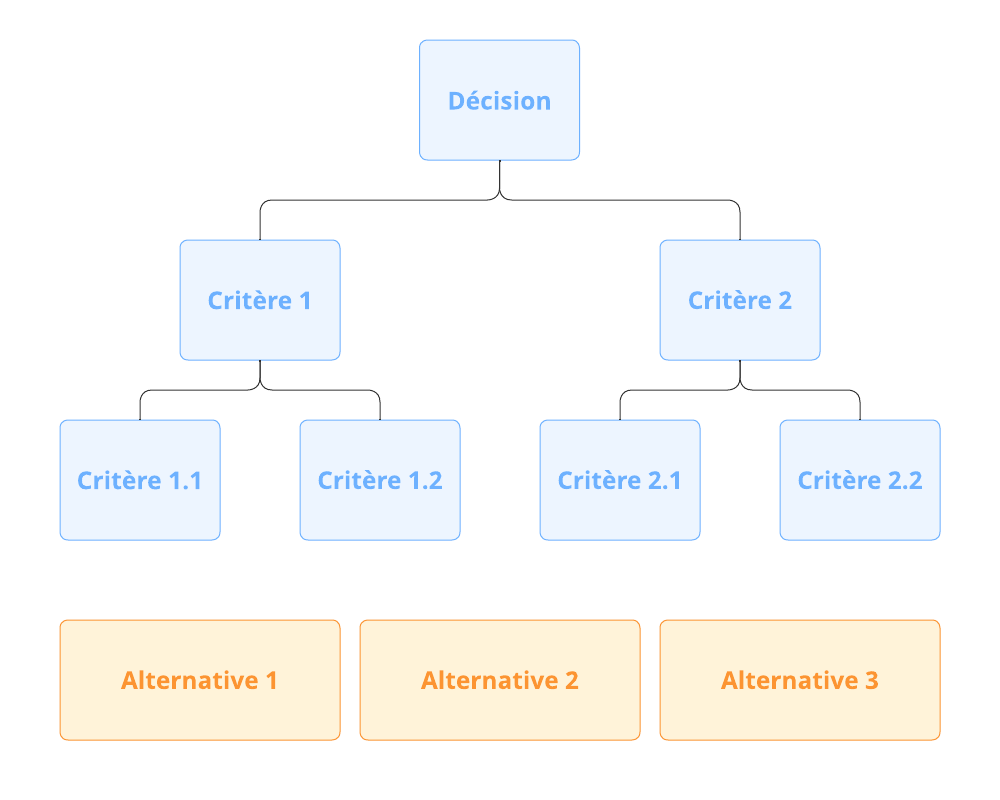 Décision
Critère 1
Critère 2
Critère 1.1
Critère 1.2
Critère 2.1
Critère 2.2
Alternative 1
Alternative 2
Alternative 3